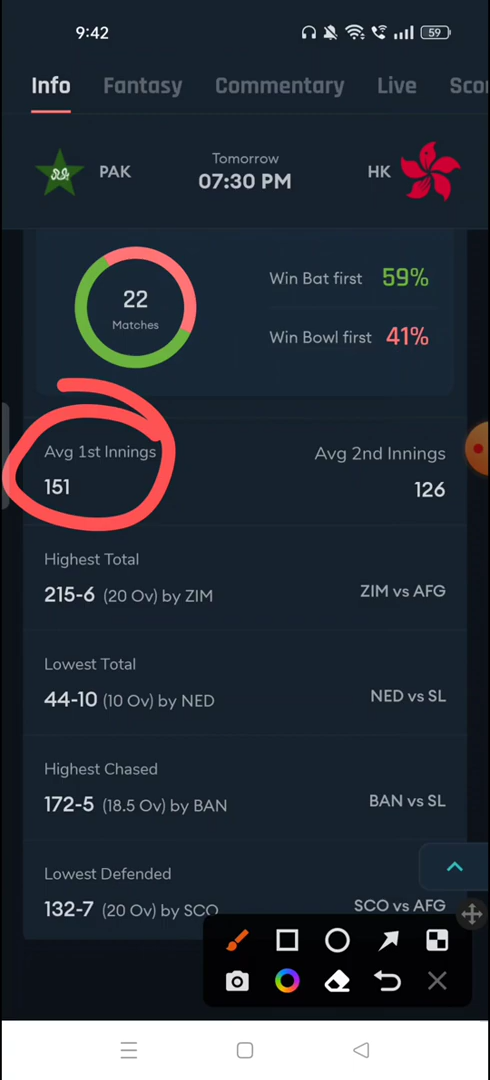 9:42
59
Info Fantasy Commentary Live Scor
PAK
Tomorrow
07:30 PM
HK
22
Matches
Win Bat first 59%
Win Bowl first 41%
Avg 1st Innings
151
Avg 2nd Innings
126
Highest Total
215-6 (20 Ov) by ZIM
ZIM vs AFG
Lowest Total
44-10 (10 Ov) by NED
NED vs SL
Highest Chased
172-5 (18.5 Ov) by BAN
BAN vs SL
Lowest Defended
132-7 (20 Ov) by SCO
SCO vs AFG